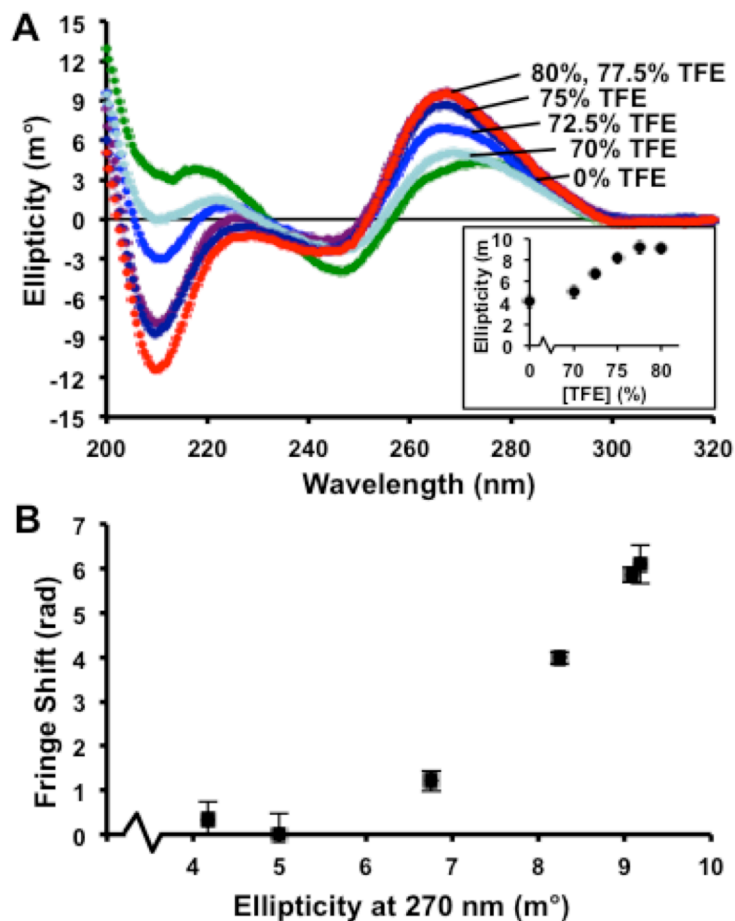 A
15
12
9
6
3
0
-3
-6
-9
-12
-15
Ellipticity (m°)
80%, 77.5% TFE
75% TFE
72.5% TFE
70% TFE
0% TFE
Ellipticity (m
10
8
6
4
2
0
0 70 75 80
[TFE] (%)
200 220 240 260 280 300 320
Wavelength (nm)
B
7
6
5
4
3
2
1
0
Fringe Shift (rad)
4 5 6 7 8 9 10
Ellipticity at 270 nm (m°)